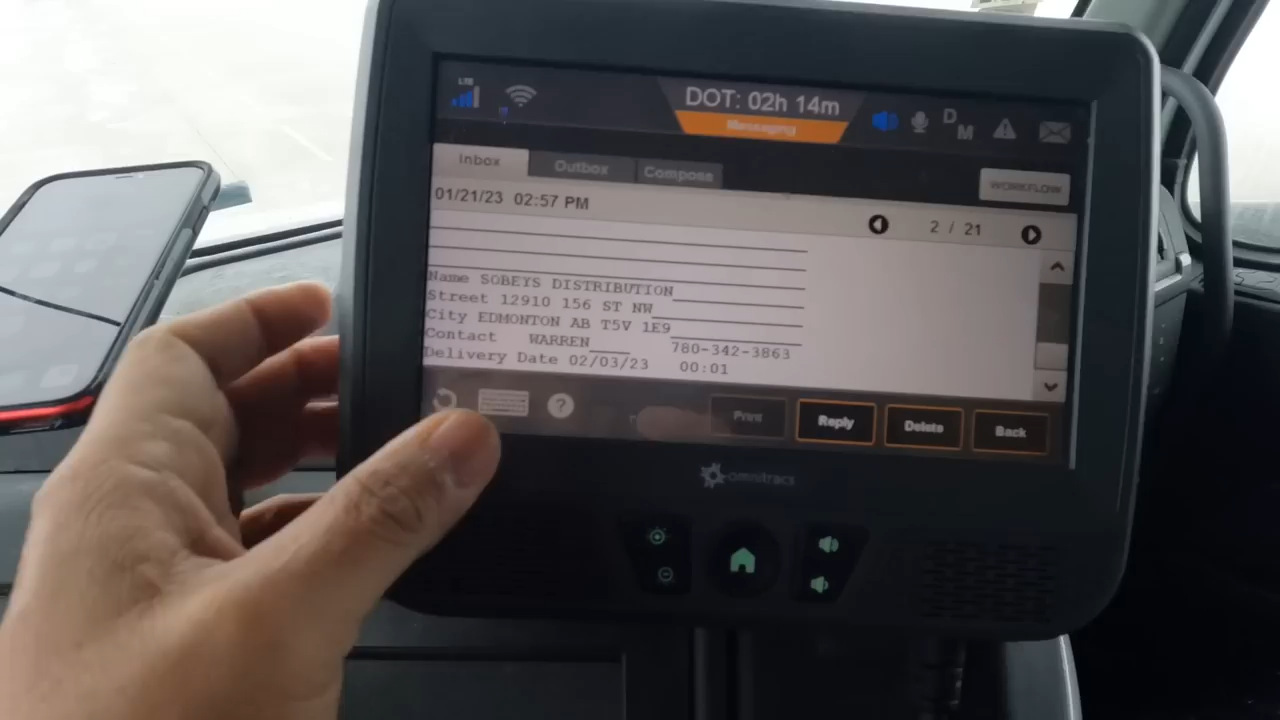 LTE
DOT: 02h 14m
Messaging
D
M
Inbox Outbox Compose
WORKFLOW
01/21/23 02:57 PM
2 / 21
Name SOBEYS DISTRIBUTION
Street 12910 156 ST NW
City EDMONTON AB T5V 1E9
Contact WARREN 780-342-3863
Delivery Date 02/03/23 00:01
?
Print Reply Delete Back
omnitracs